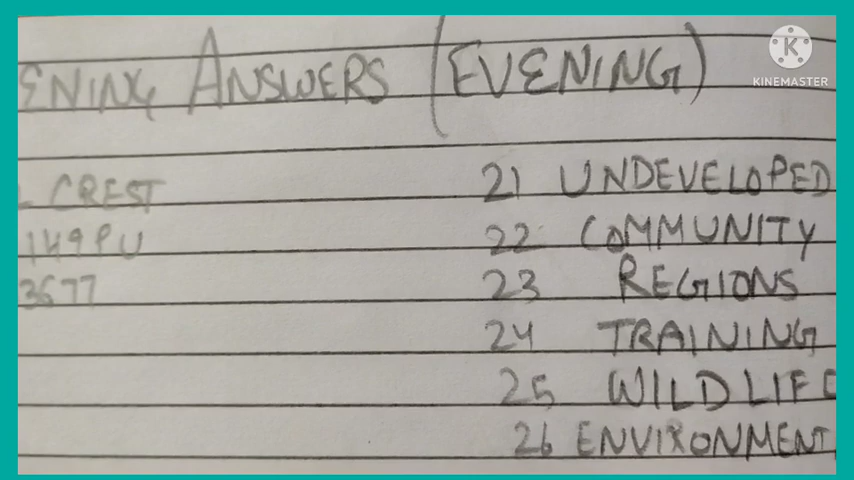 ENING ANSWERS (EVENING)
KINEMASTER
CREST 21 UNDEVELOPED
149PU 22 COMMUNITY
3677 23 REGIONS
24 TRAINING
25 WILDLIFE
26 ENVIRONMENT